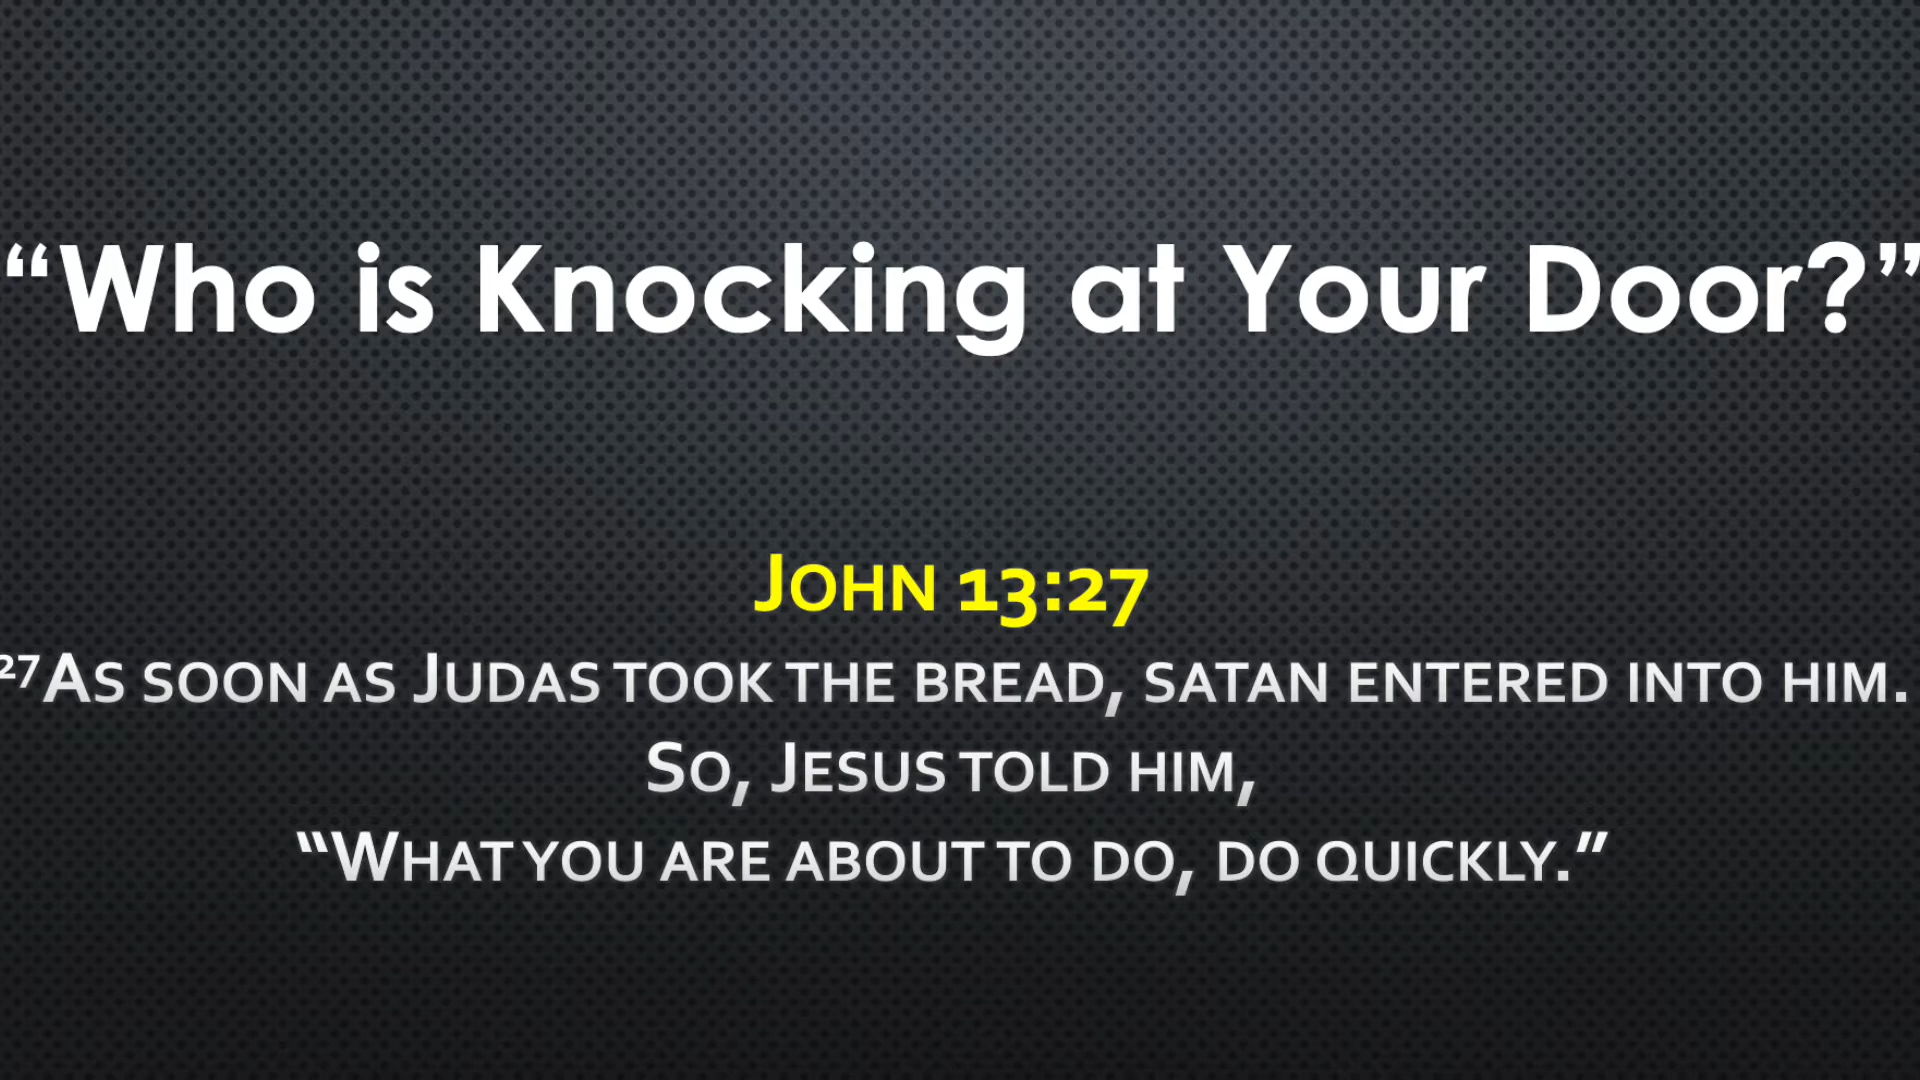 “Who is Knocking at Your Door?”
John 13:27
27As soon as Judas took the bread, satan entered into him.
So, Jesus told him,
“What you are about to do, do quickly.”